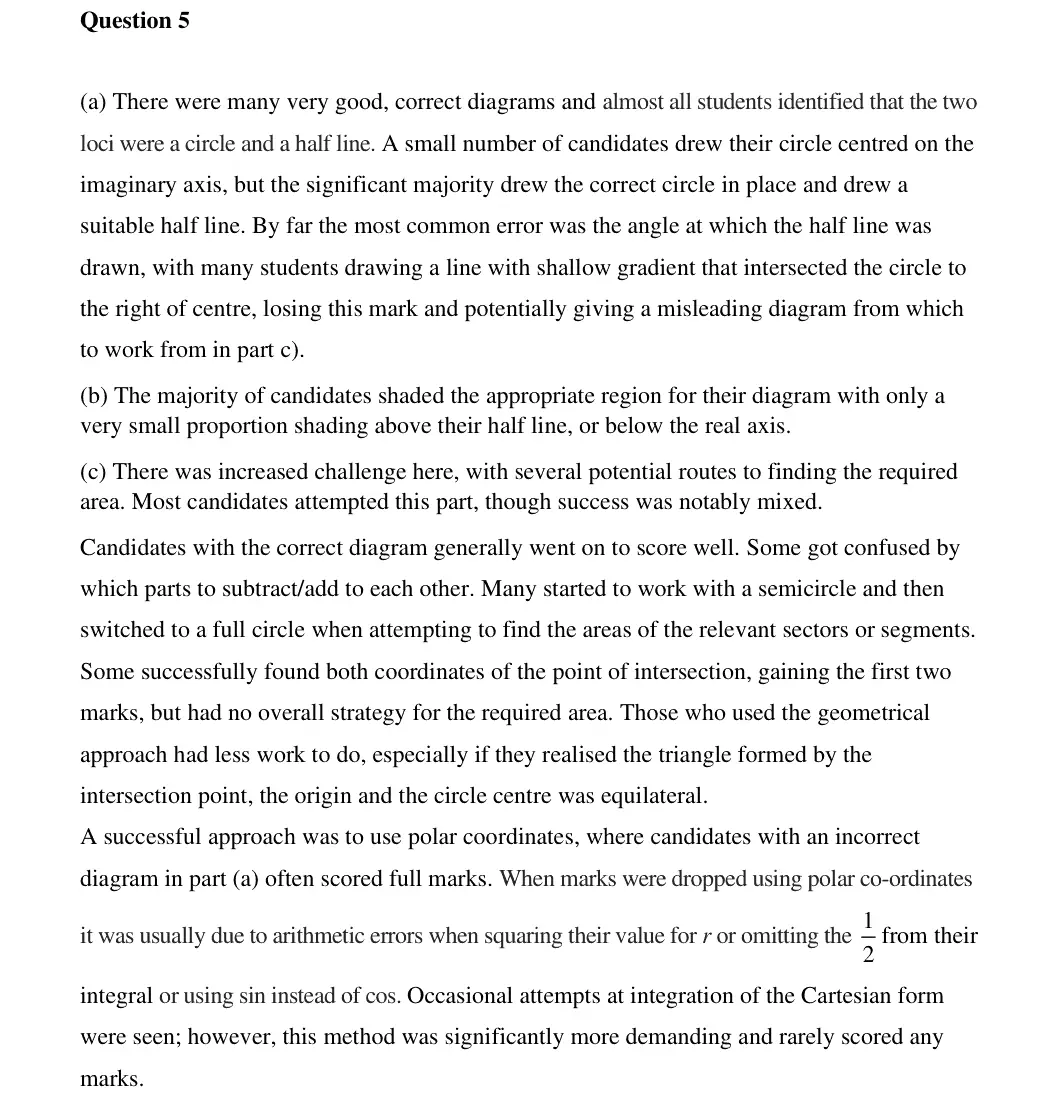 Question 5
(a) There were many very good, correct diagrams and almost all students identified that the two
loci were a circle and a half line. A small number of candidates drew their circle centred on the
imaginary axis, but the significant majority drew the correct circle in place and drew a
suitable half line. By far the most common error was the angle at which the half line was
drawn, with many students drawing a line with shallow gradient that intersected the circle to
the right of centre, losing this mark and potentially giving a misleading diagram from which
to work from in part c).
(b) The majority of candidates shaded the appropriate region for their diagram with only a
very small proportion shading above their half line, or below the real axis.
(c) There was increased challenge here, with several potential routes to finding the required
area. Most candidates attempted this part, though success was notably mixed.
Candidates with the correct diagram generally went on to score well. Some got confused by
which parts to subtract/add to each other. Many started to work with a semicircle and then
switched to a full circle when attempting to find the areas of the relevant sectors or segments.
Some successfully found both coordinates of the point of intersection, gaining the first two
marks, but had no overall strategy for the required area. Those who used the geometrical
approach had less work to do, especially if they realised the triangle formed by the
intersection point, the origin and the circle centre was equilateral.
A successful approach was to use polar coordinates, where candidates with an incorrect
diagram in part (a) often scored full marks. When marks were dropped using polar co-ordinates
it was usually due to arithmetic errors when squaring their value for r or omitting the 1/2 from their
integral or using sin instead of cos. Occasional attempts at integration of the Cartesian form
were seen; however, this method was significantly more demanding and rarely scored any
marks.